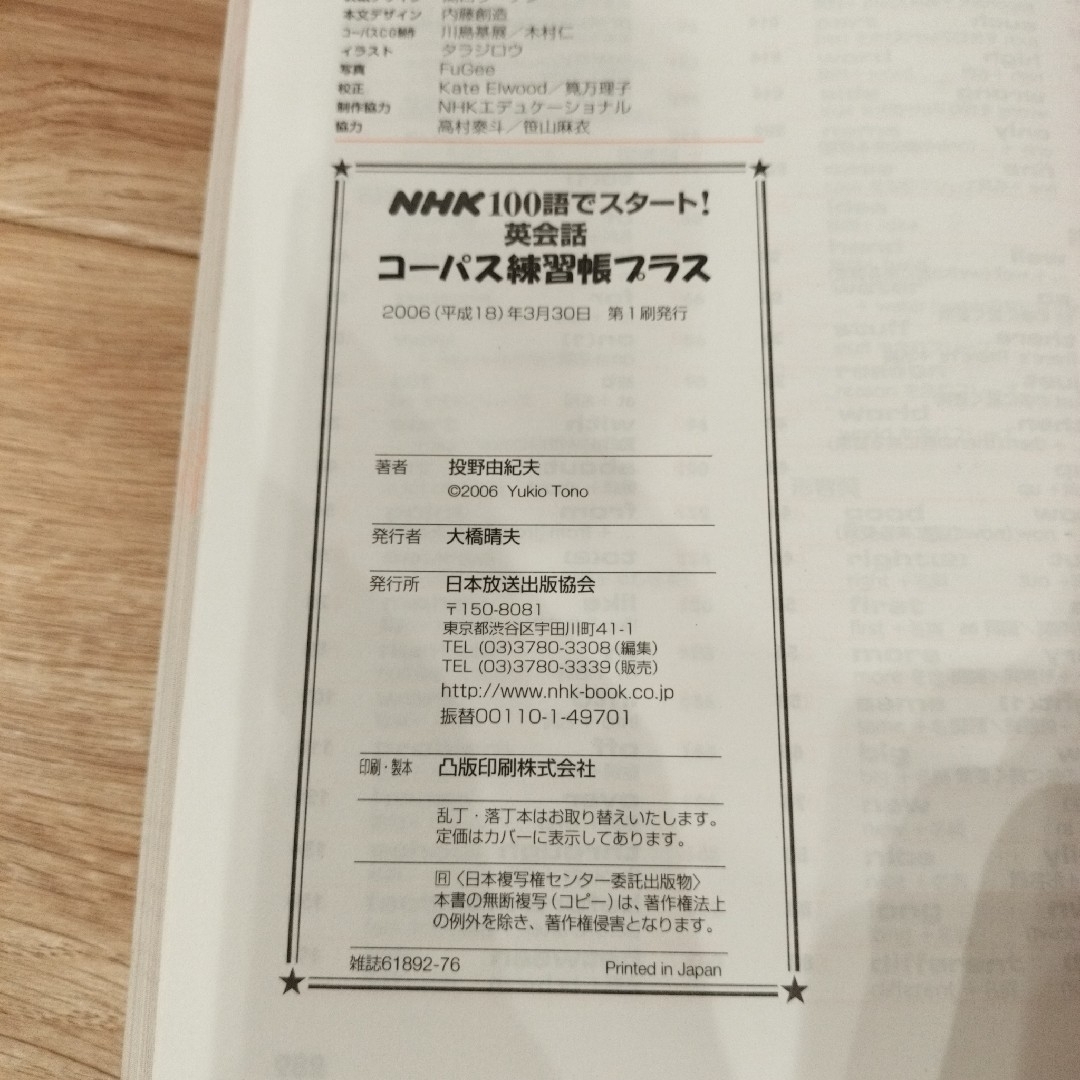 本文デザイン 内藤創造
コーパスCG制作 川島基展／木村仁
イラスト タラジロウ
写真 FuGee
校正 Kate Elwood／筧万理子
制作協力 NHKエデュケーショナル
協力 高村泰斗／笹山麻衣
NHK 100語でスタート!
英会話
コーパス練習帳プラス
2006(平成18)年3月30日 第1刷発行
著者 投野由紀夫
©2006 Yukio Tono
発行者 大橋晴夫
発行所 日本放送出版協会
〒150-8081
東京都渋谷区宇田川町41-1
TEL (03)3780-3308(編集)
TEL (03)3780-3339(販売)
http://www.nhk-book.co.jp
振替00110-1-49701
印刷・製本 凸版印刷株式会社
乱丁・落丁本はお取り替えいたします。
定価はカバーに表示してあります。
R〈日本複写権センター委託出版物〉
本書の無断複写(コピー)は、著作権法上
の例外を除き、著作権侵害となります。
雑誌61892-76 Printed in Japan